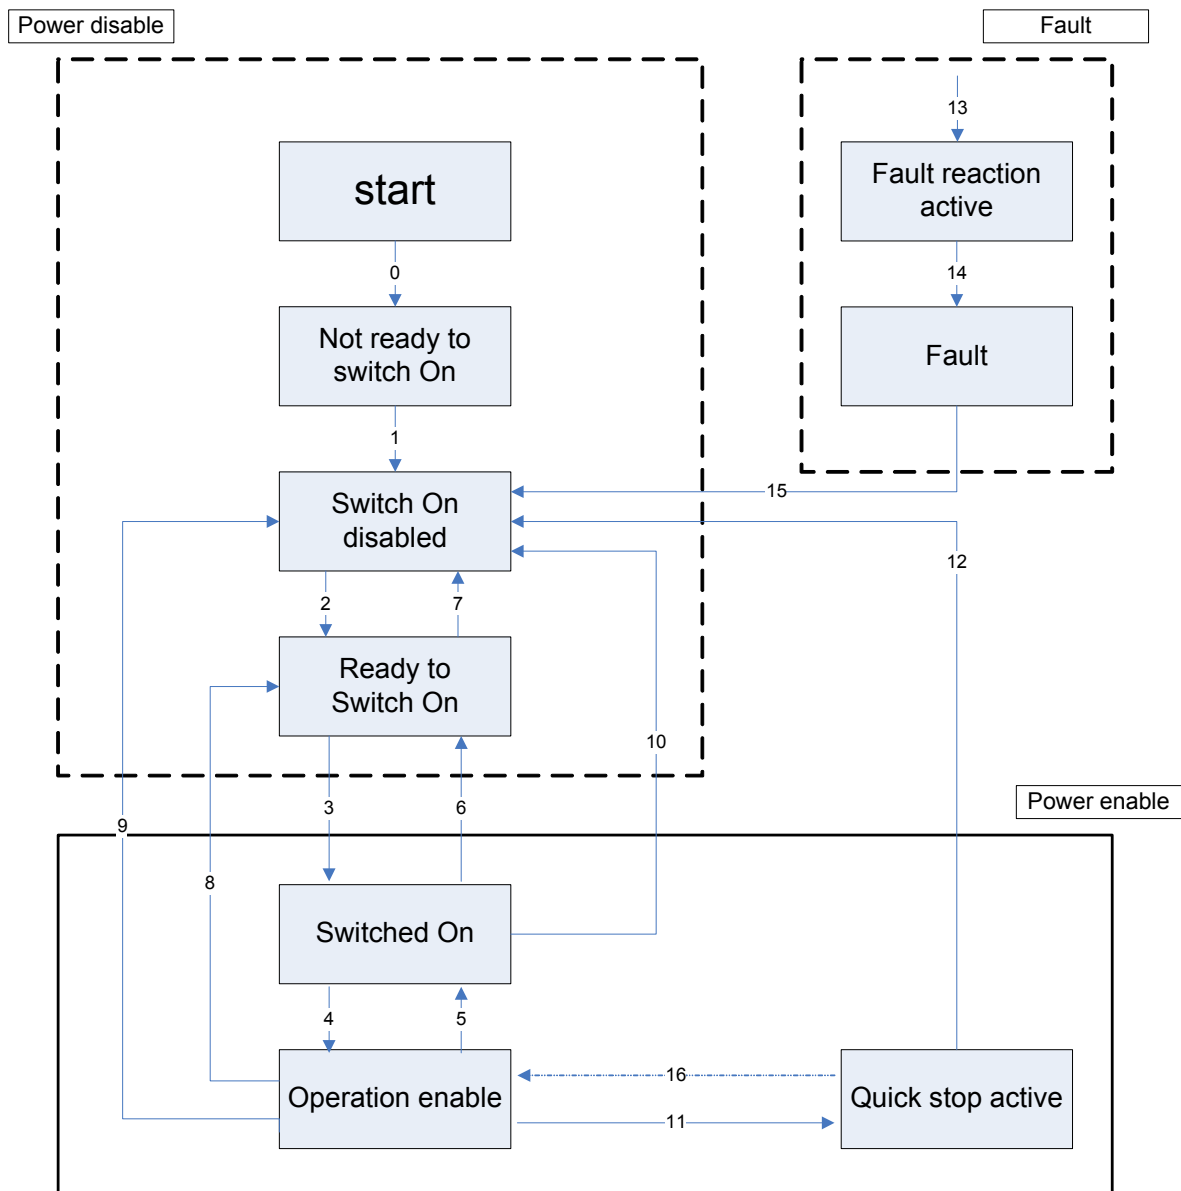 Power disable
Fault
13
start
Fault reaction
active
0
14
Not ready to
switch On
Fault
1
Switch On
disabled
15
12
2
7
Ready to
Switch On
10
3
6
Power enable
9
8
Switched On
4
5
Operation enable
16
11
Quick stop active